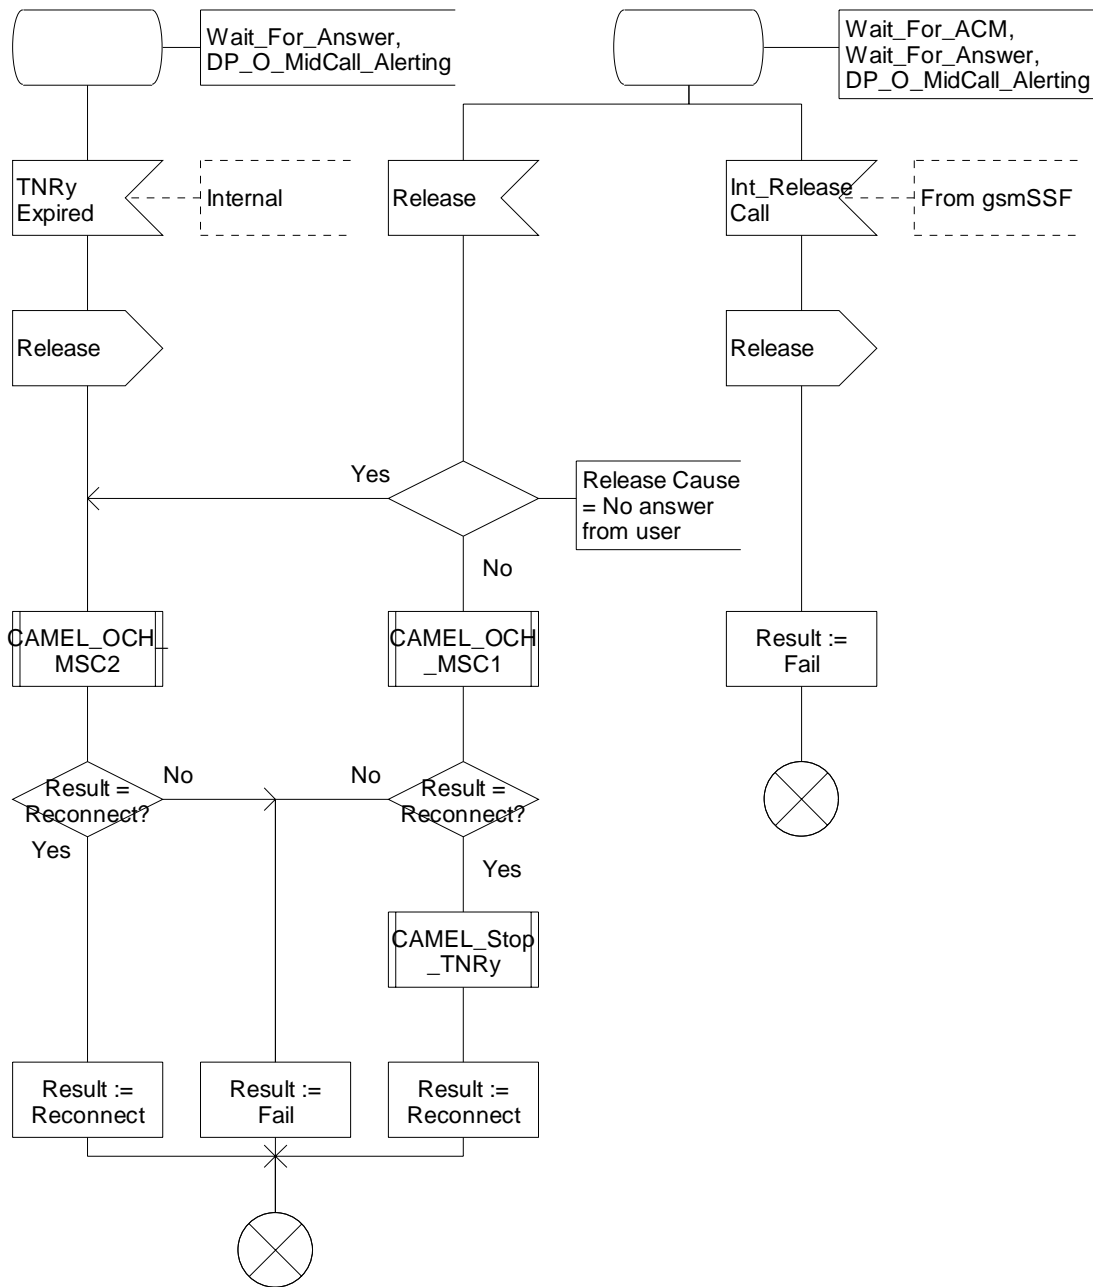 Wait_For_Answer,
DP_O_MidCall_Alerting
Wait_For_ACM,
Wait_For_Answer,
DP_O_MidCall_Alerting
TNRy
Expired
Internal
Release
Int_Release
Call
From gsmSSF
Release
Release
Yes
Release Cause
= No answer
from user
No
CAMEL_OCH_
MSC2
CAMEL_OCH
_MSC1
Result :=
Fail
Result =
Reconnect?
No
No
Result =
Reconnect?
Yes
Yes
CAMEL_Stop
_TNRy
Result :=
Reconnect
Result :=
Fail
Result :=
Reconnect